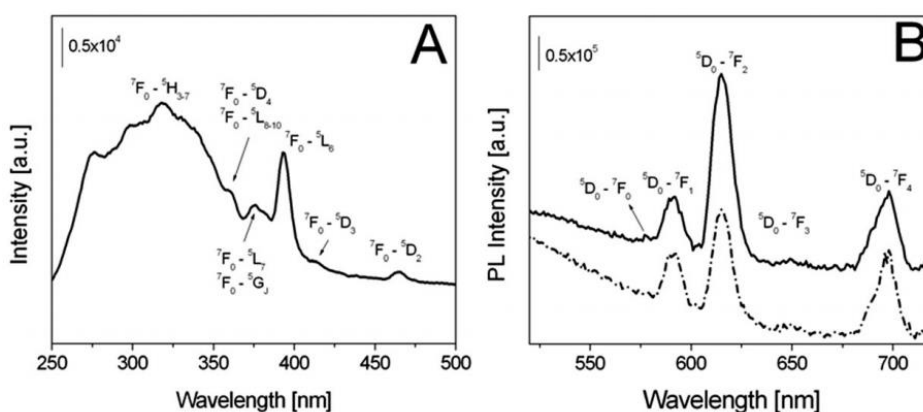 A
0.5x10⁴
⁷F₀ - ⁵H₃₋₇
⁷F₀ - ⁵D₄
⁷F₀ - ⁵L₈₋₁₀
⁷F₀ - ⁵L₆
⁷F₀ - ⁵D₃
⁷F₀ - ⁵L₇
⁷F₀ - ⁵G_J
⁷F₀ - ⁵D₂
Intensity [a.u.]
250 300 350 400 450 500
Wavelength [nm]
B
0.5x10⁵
⁵D₀ - ⁷F₂
⁵D₀ - ⁷F₀
⁵D₀ - ⁷F₁
⁵D₀ - ⁷F₃
⁵D₀ - ⁷F₄
PL Intensity [a.u.]
550 600 650 700
Wavelength [nm]